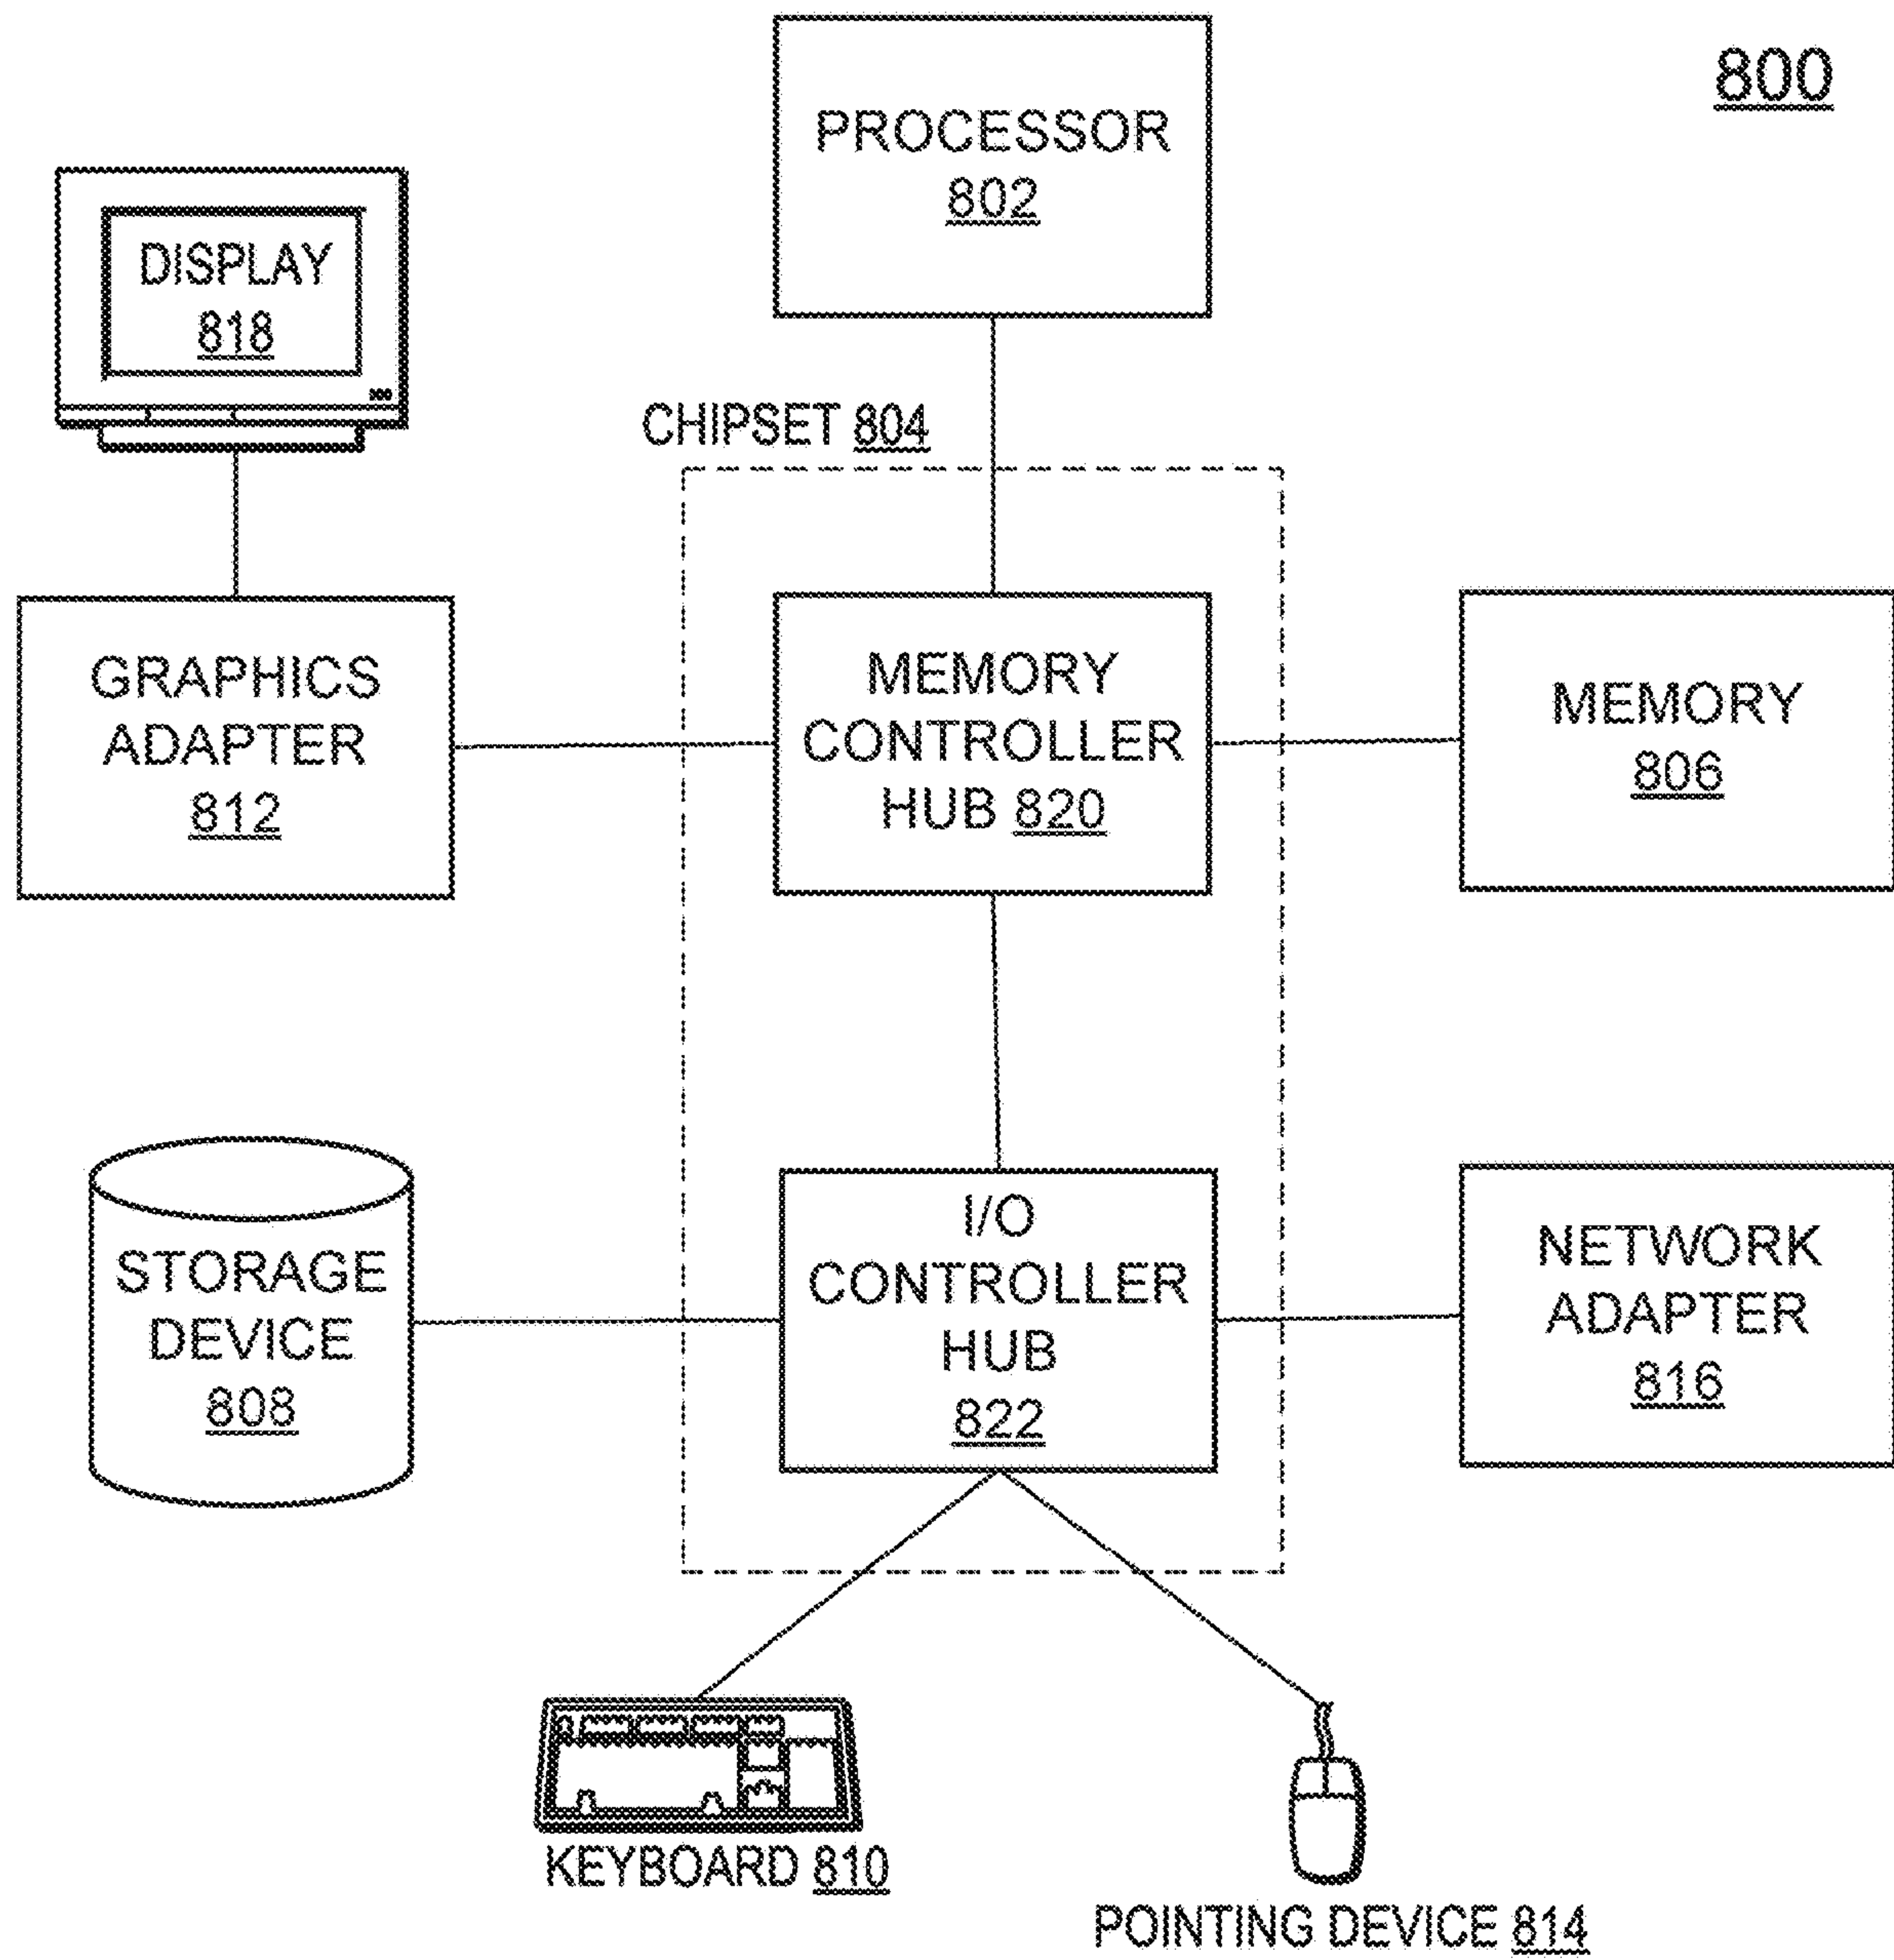 800
PROCESSOR
802
DISPLAY
818
CHIPSET 804
GRAPHICS
ADAPTER
812
MEMORY
CONTROLLER
HUB 820
MEMORY
806
STORAGE
DEVICE
808
I/O
CONTROLLER
HUB
822
NETWORK
ADAPTER
816
KEYBOARD 810
POINTING DEVICE 814